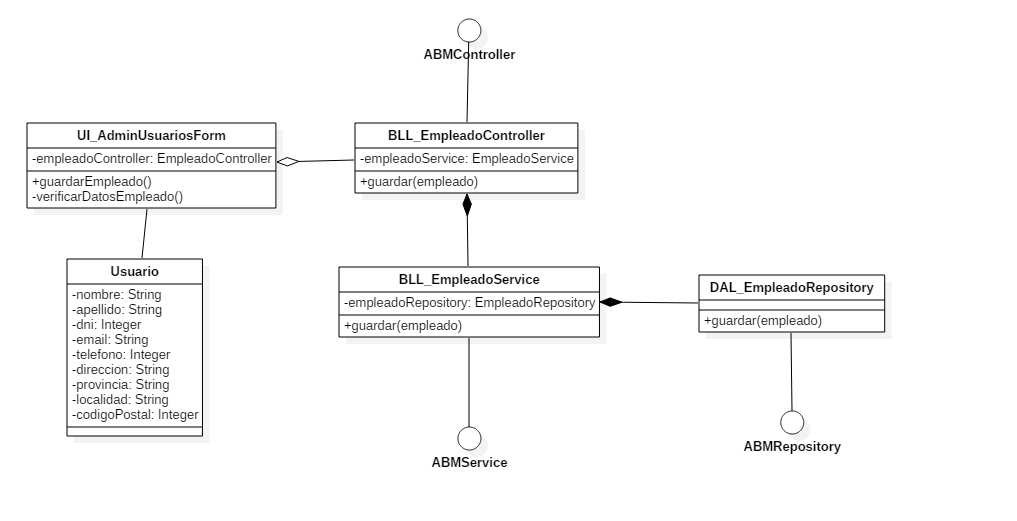 ABMController
UI_AdminUsuariosForm
-empleadoController: EmpleadoController
+guardarEmpleado()
-verificarDatosEmpleado()
BLL_EmpleadoController
-empleadoService: EmpleadoService
+guardar(empleado)
Usuario
-nombre: String
-apellido: String
-dni: Integer
-email: String
-telefono: Integer
-direccion: String
-provincia: String
-localidad: String
-codigoPostal: Integer
BLL_EmpleadoService
-empleadoRepository: EmpleadoRepository
+guardar(empleado)
DAL_EmpleadoRepository
+guardar(empleado)
ABMService
ABMRepository